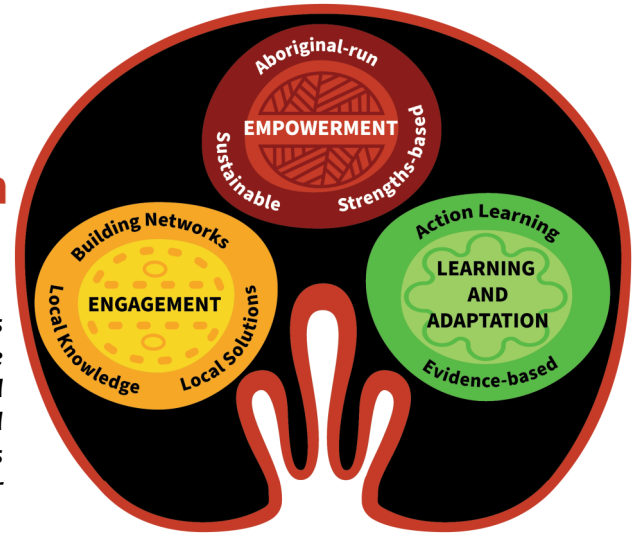 Aboriginal-run
EMPOWERMENT
Sustainable
Strengths-based
Building Networks
ENGAGEMENT
Local Knowledge
Local Solutions
Action Learning
LEARNING
AND
ADAPTATION
Evidence-based